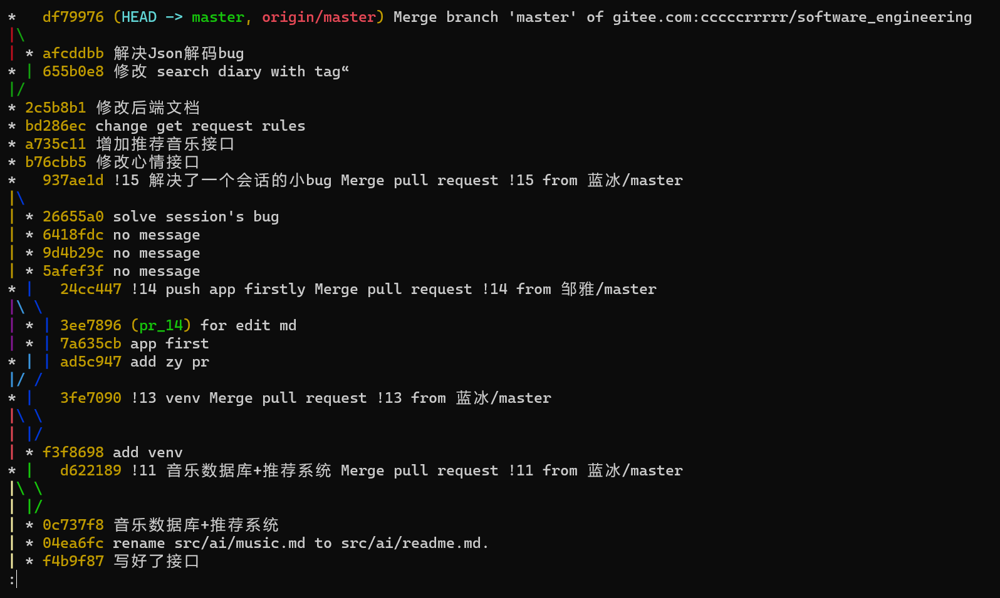 *   df79976 (HEAD -> master, origin/master) Merge branch 'master' of gitee.com:cccccrrrrr/software_engineering
|\
| * afcddbb 解决Json解码bug
* | 655b0e8 修改 search diary with tag“
|/
* 2c5b8b1 修改后端文档
* bd286ec change get request rules
* a735c11 增加推荐音乐接口
* b76cbb5 修改心情接口
*   937ae1d !15 解决了一个会话的小bug Merge pull request !15 from 蓝冰/master
|\
| * 26655a0 solve session's bug
| * 6418fdc no message
| * 9d4b29c no message
| * 5afef3f no message
* |   24cc447 !14 push app firstly Merge pull request !14 from 邹雅/master
|\ \
| * | 3ee7896 (pr_14) for edit md
| * | 7a635cb app first
* | | ad5c947 add zy pr
|/ /
* |   3fe7090 !13 venv Merge pull request !13 from 蓝冰/master
|\ \
| |/
| * f3f8698 add venv
* |   d622189 !11 音乐数据库+推荐系统 Merge pull request !11 from 蓝冰/master
|\ \
| |/
| * 0c737f8 音乐数据库+推荐系统
| * 04ea6fc rename src/ai/music.md to src/ai/readme.md.
| * f4b9f87 写好了接口
: